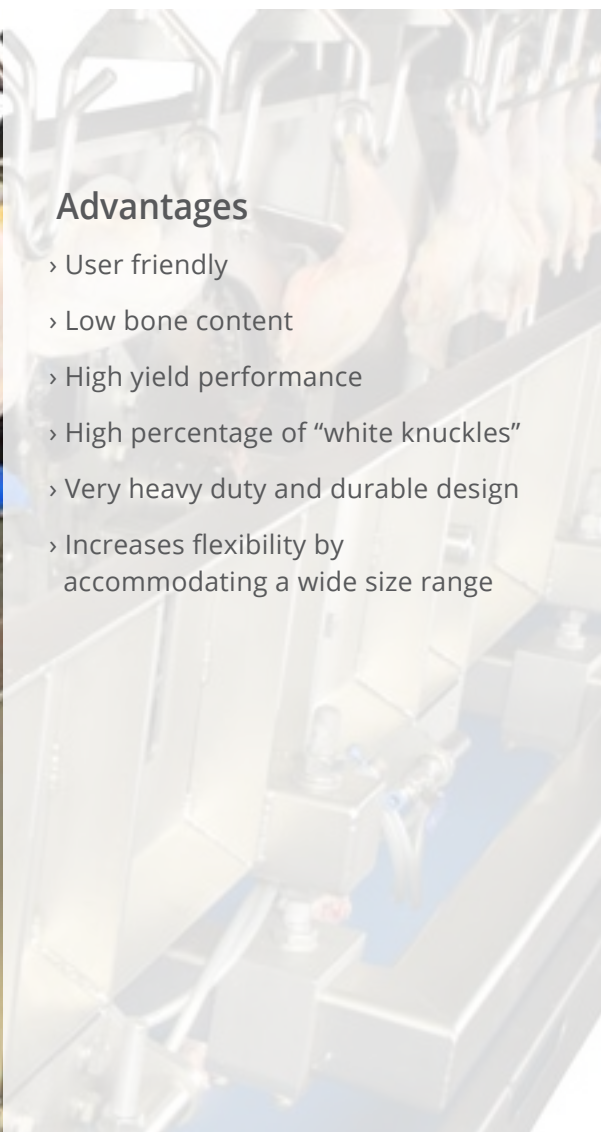 Advantages
› User friendly
› Low bone content
› High yield performance
› High percentage of “white knuckles”
› Very heavy duty and durable design
› Increases flexibility by
accommodating a wide size range